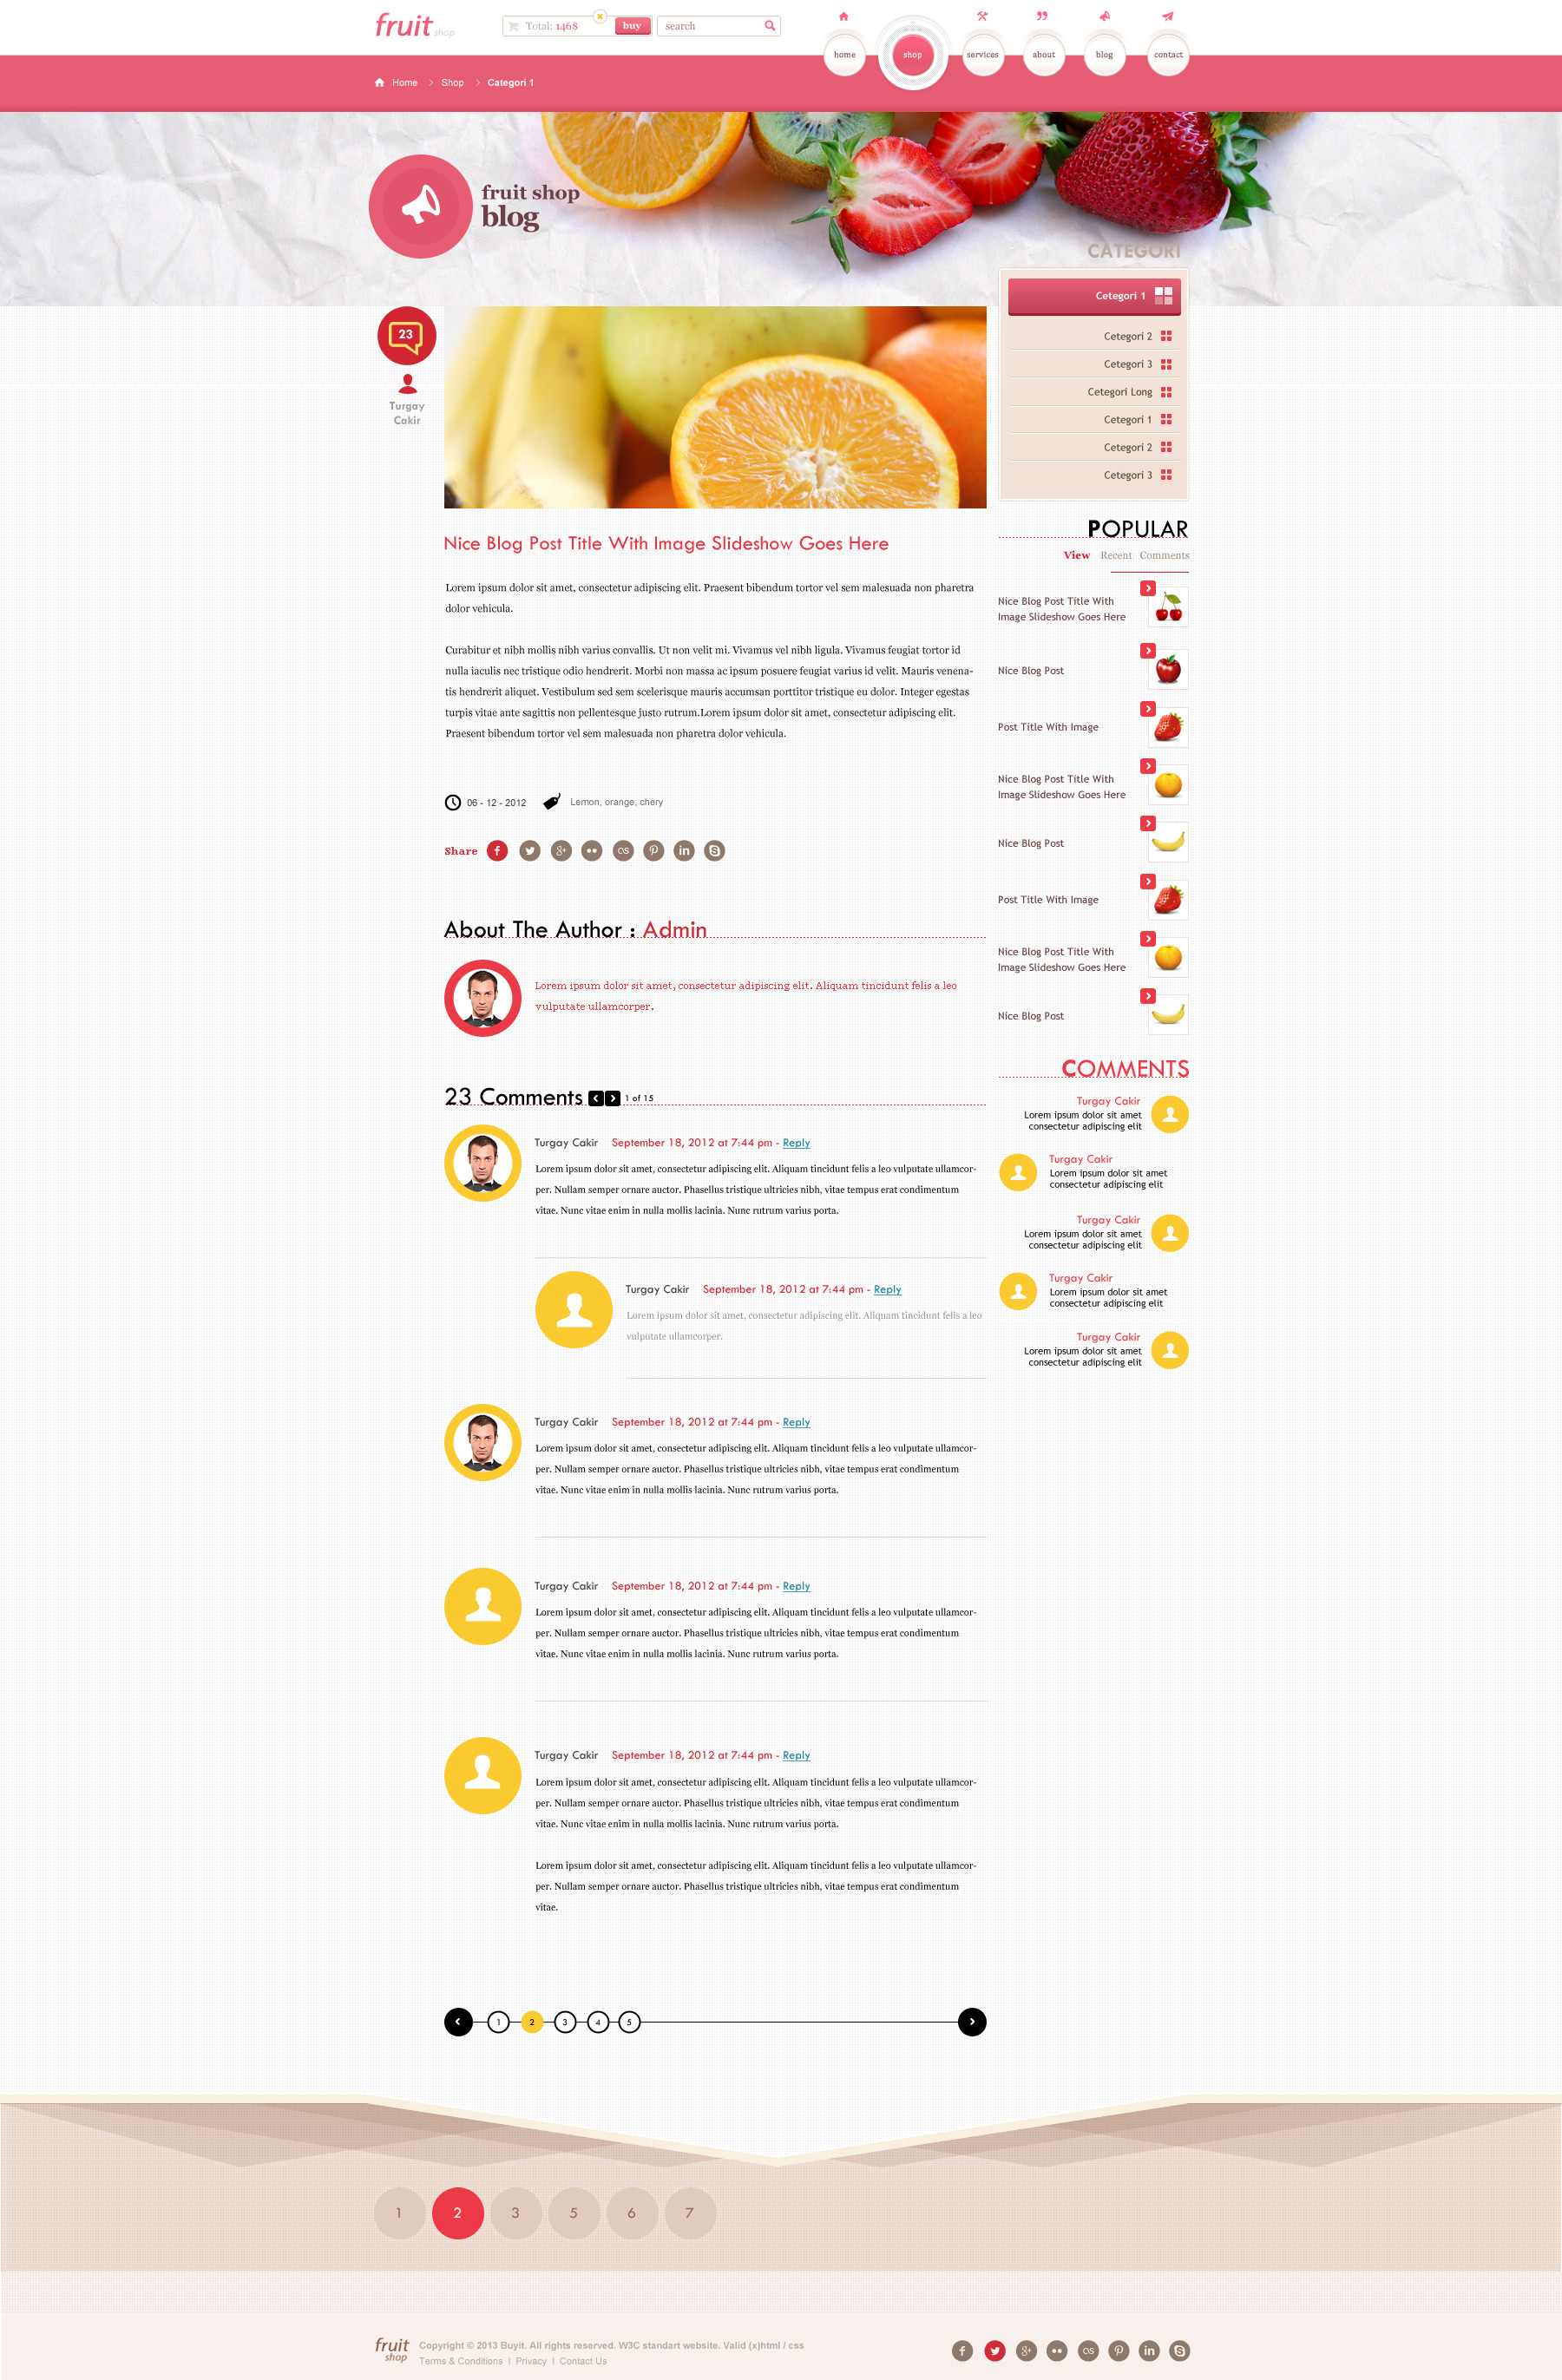 fruit shop
Total: 146$
buy
search
home
shop
services
about
blog
contact
Home
Shop
Categori 1
fruit shop
blog
CATEGORI
Cetegori 1
Cetegori 2
Cetegori 3
Cetegori Long
Categori 1
Categori 2
Categori 3
23
Turgay
Cakir
Nice Blog Post Title With Image Slideshow Goes Here
Lorem ipsum dolor sit amet, consectetur adipiscing elit. Praesent bibendum tortor vel sem malesuada non pharetra
dolor vehicula.
Curabitur et nibh mollis nibh varius convallis. Ut non velit mi. Vivamus vel nibh ligula. Vivamus feugiat tortor id
nulla iaculis nec tristique odio hendrerit. Morbi non massa ac ipsum posuere feugiat varius id velit. Mauris venena-
tis hendrerit aliquet. Vestibulum sed sem scelerisque mauris accumsan porttitor tristique eu dolor. Integer egestas
turpis vitae ante sagittis non pellentesque justo rutrum.Lorem ipsum dolor sit amet, consectetur adipiscing elit.
Praesent bibendum tortor vel sem malesuada non pharetra dolor vehicula.
06 - 12 - 2012
Lemon, orange, chery
Share
About The Author : Admin
Lorem ipsum dolor sit amet, consectetur adipiscing elit. Aliquam tincidunt felis a leo
vulputate ullamcorper.
23 Comments
1 of 15
Turgay Cakir September 18, 2012 at 7:44 pm - Reply
Lorem ipsum dolor sit amet, consectetur adipiscing elit. Aliquam tincidunt felis a leo vulputate ullamcor-
per. Nullam semper ornare auctor. Phasellus tristique ultricies nibh, vitae tempus erat condimentum
vitae. Nunc vitae enim in nulla mollis lacinia. Nunc rutrum varius porta.
Turgay Cakir September 18, 2012 at 7:44 pm - Reply
Lorem ipsum dolor sit amet, consectetur adipiscing elit. Aliquam tincidunt felis a leo
vulputate ullamcorper.
Turgay Cakir September 18, 2012 at 7:44 pm - Reply
Lorem ipsum dolor sit amet, consectetur adipiscing elit. Aliquam tincidunt felis a leo vulputate ullamcor-
per. Nullam semper ornare auctor. Phasellus tristique ultricies nibh, vitae tempus erat condimentum
vitae. Nunc vitae enim in nulla mollis lacinia. Nunc rutrum varius porta.
Turgay Cakir September 18, 2012 at 7:44 pm - Reply
Lorem ipsum dolor sit amet, consectetur adipiscing elit. Aliquam tincidunt felis a leo vulputate ullamcor-
per. Nullam semper ornare auctor. Phasellus tristique ultricies nibh, vitae tempus erat condimentum
vitae. Nunc vitae enim in nulla mollis lacinia. Nunc rutrum varius porta.
Turgay Cakir September 18, 2012 at 7:44 pm - Reply
Lorem ipsum dolor sit amet, consectetur adipiscing elit. Aliquam tincidunt felis a leo vulputate ullamcor-
per. Nullam semper ornare auctor. Phasellus tristique ultricies nibh, vitae tempus erat condimentum
vitae. Nunc vitae enim in nulla mollis lacinia. Nunc rutrum varius porta.
Lorem ipsum dolor sit amet, consectetur adipiscing elit. Aliquam tincidunt felis a leo vulputate ullamcor-
per. Nullam semper ornare auctor. Phasellus tristique ultricies nibh, vitae tempus erat condimentum
vitae.
1 2 3 4 5
POPULAR
View Recent Comments
Nice Blog Post Title With
Image Slideshow Goes Here
Nice Blog Post
Post Title With Image
Nice Blog Post Title With
Image Slideshow Goes Here
Nice Blog Post
Post Title With Image
Nice Blog Post Title With
Image Slideshow Goes Here
Nice Blog Post
COMMENTS
Turgay Cakir
Lorem ipsum dolor sit amet
consectetur adipiscing elit
Turgay Cakir
Lorem ipsum dolor sit amet
consectetur adipiscing elit
Turgay Cakir
Lorem ipsum dolor sit amet
consectetur adipiscing elit
Turgay Cakir
Lorem ipsum dolor sit amet
consectetur adipiscing elit
Turgay Cakir
Lorem ipsum dolor sit amet
consectetur adipiscing elit
1 2 3 5 6 7
fruit
shop
Copyright © 2013 Buyit. All rights reserved. W3C standart website. Valid (x)html / css
Terms & Conditions | Privacy | Contact Us